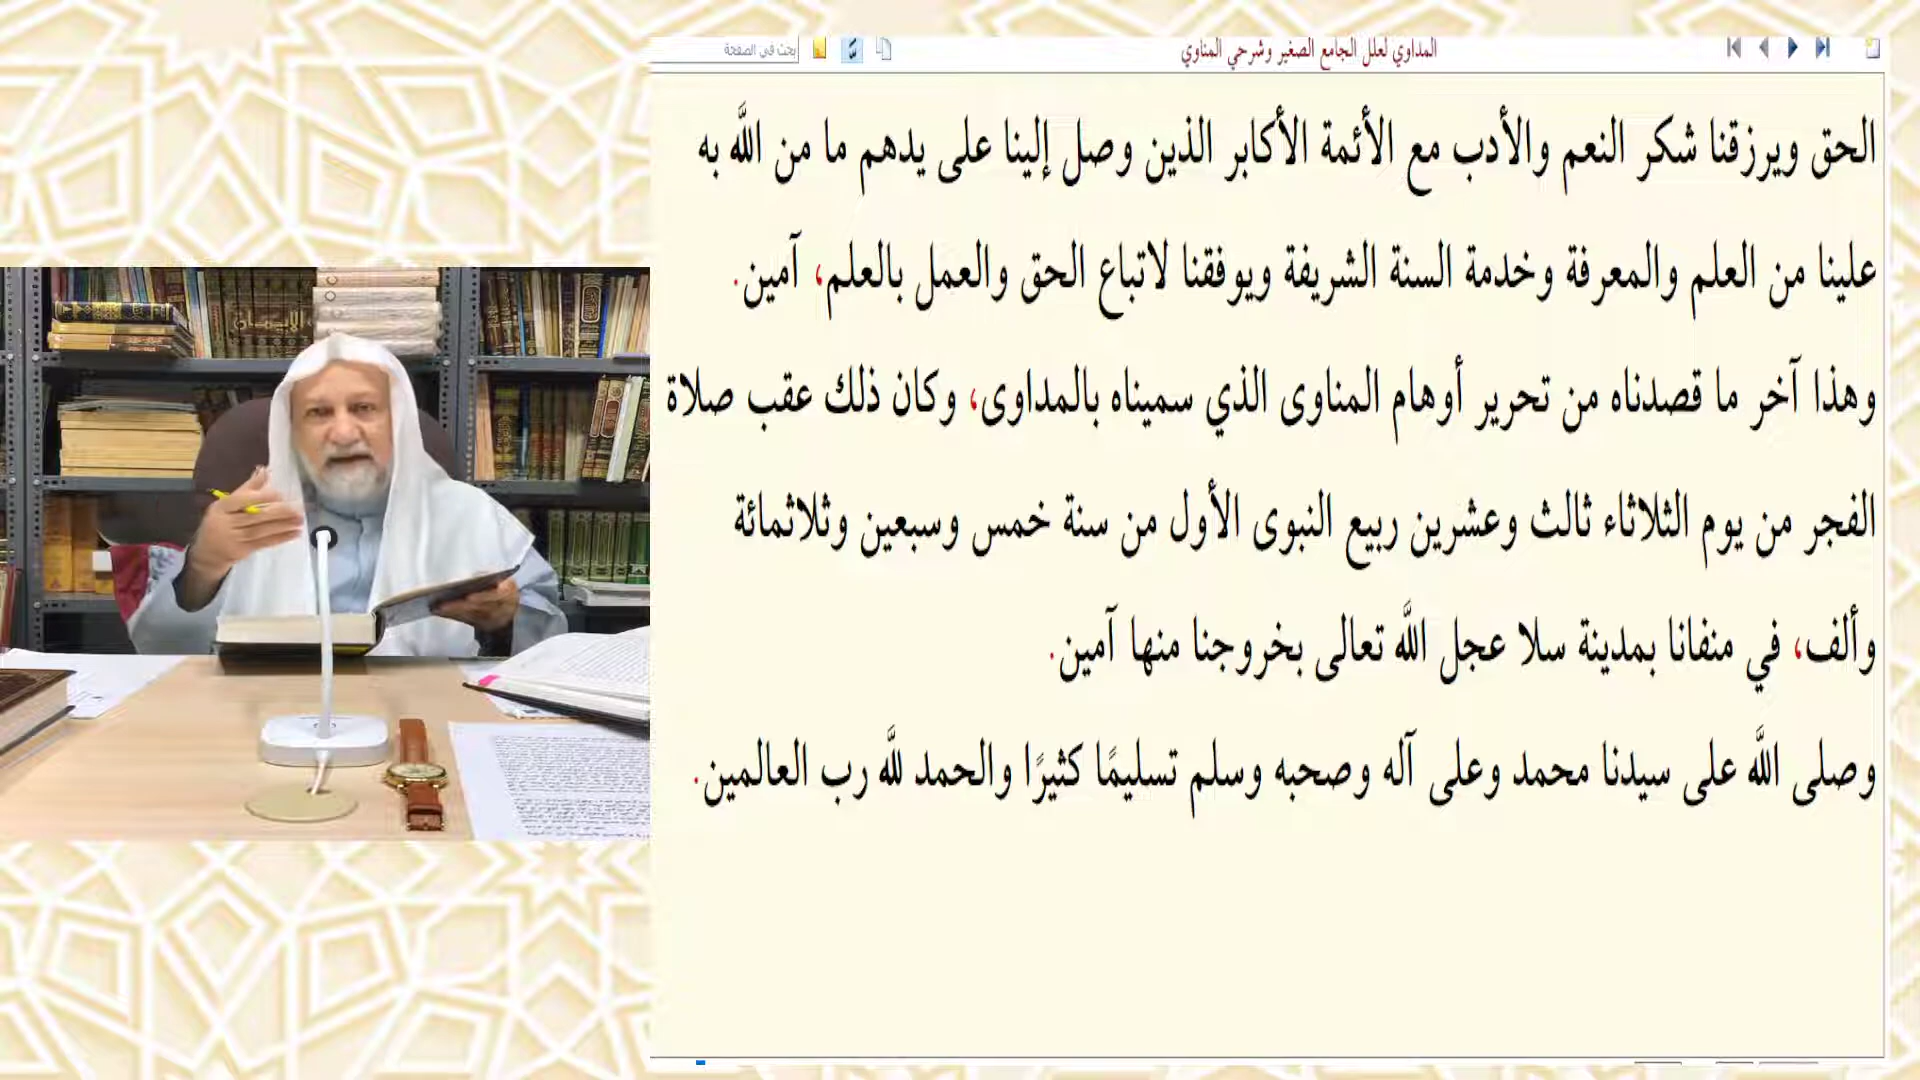 المداوي لعلل الجامع الصغير وشرحي المناوي
بحث في الصفحة
الحق ويرزقنا شكر النعم والأدب مع الأئمة الأكابر الذين وصل إلينا على يدهم ما من الله به
علينا من العلم والمعرفة وخدمة السنة الشريفة ويوفقنا لاتباع الحق والعمل بالعلم، آمين.
وهذا آخر ما قصدناه من تحرير أوهام المناوى الذي سميناه بالمداوى، وكان ذلك عقب صلاة
الفجر من يوم الثلاثاء ثالث وعشرين ربيع النبوى الأول من سنة خمس وسبعين وثلاثمائة
وألف، في منفانا بمدينة سلا عجل الله تعالى بخروجنا منها آمين.
وصلى الله على سيدنا محمد وعلى آله وصحبه وسلم تسليمًا كثيرًا والحمد لله رب العالمين.